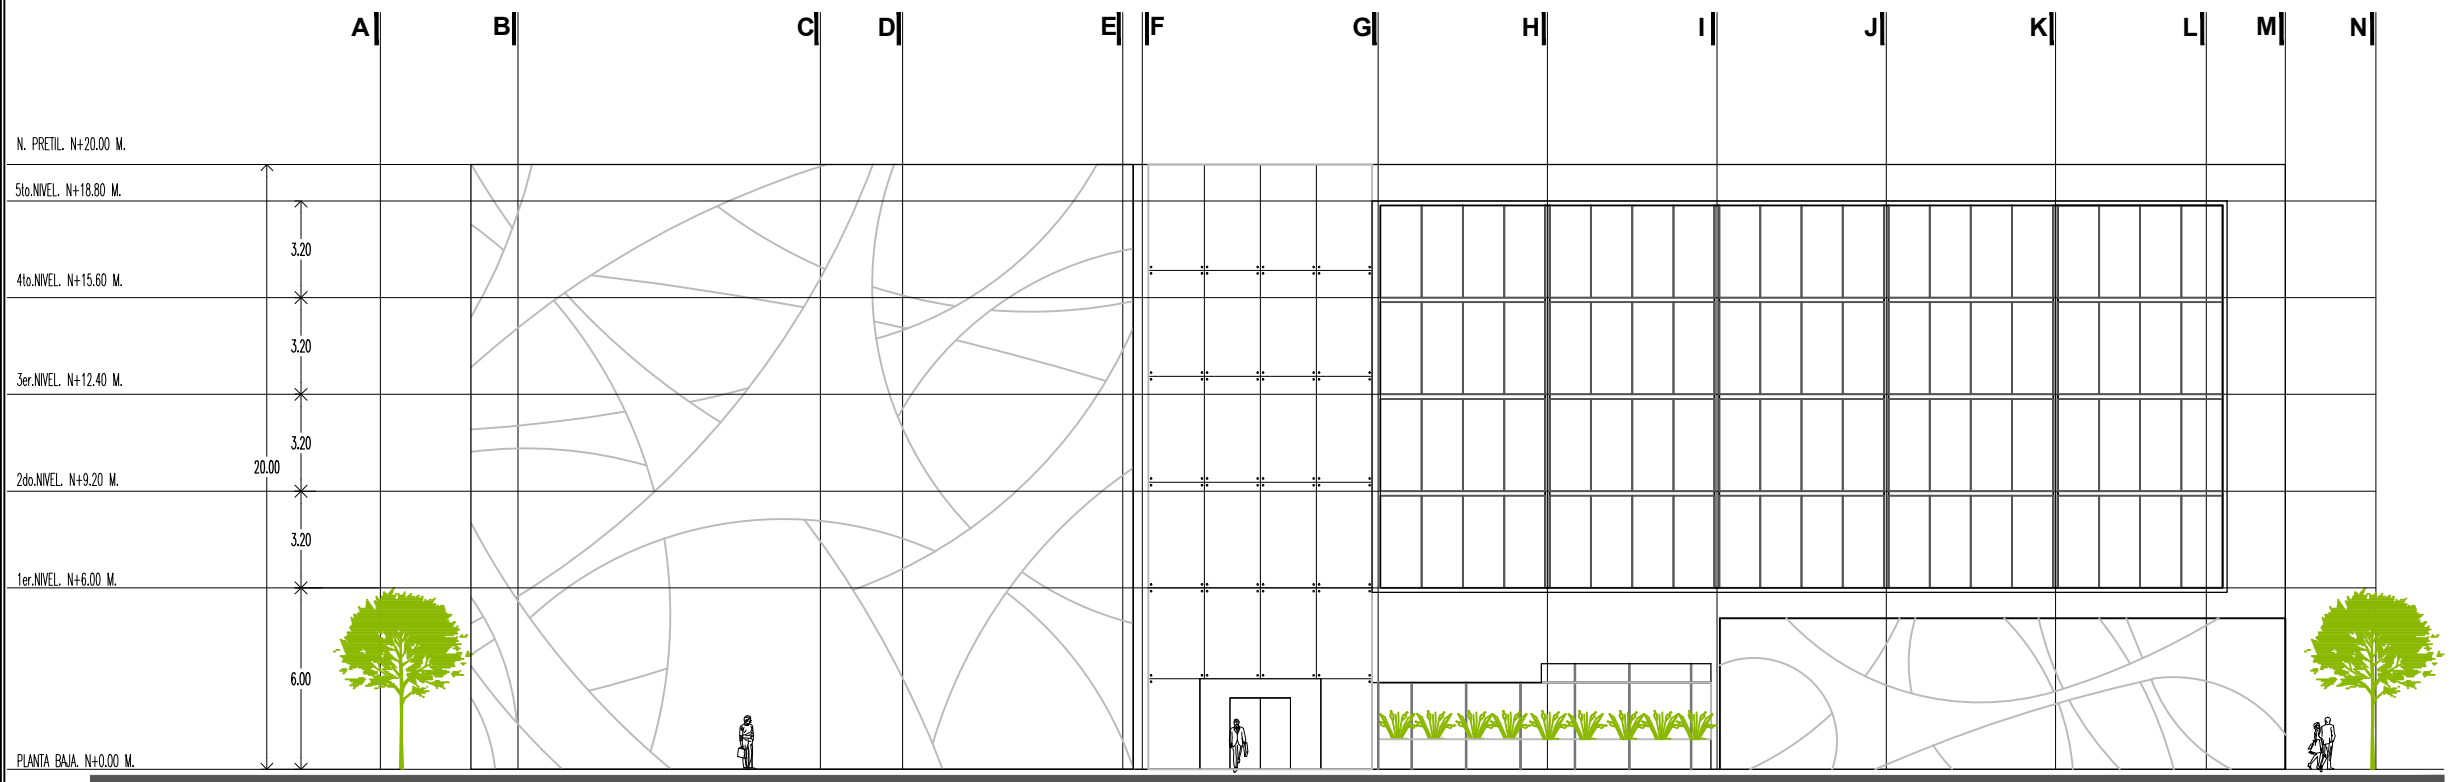 A B C D E F G H I J K L M N
N. PRETIL. N+20.00 M.
5to.NIVEL. N+18.80 M.
3.20
4to.NIVEL. N+15.60 M.
3.20
3er.NIVEL. N+12.40 M.
3.20
20.00
2do.NIVEL. N+9.20 M.
3.20
1er.NIVEL. N+6.00 M.
6.00
PLANTA BAJA. N+0.00 M.